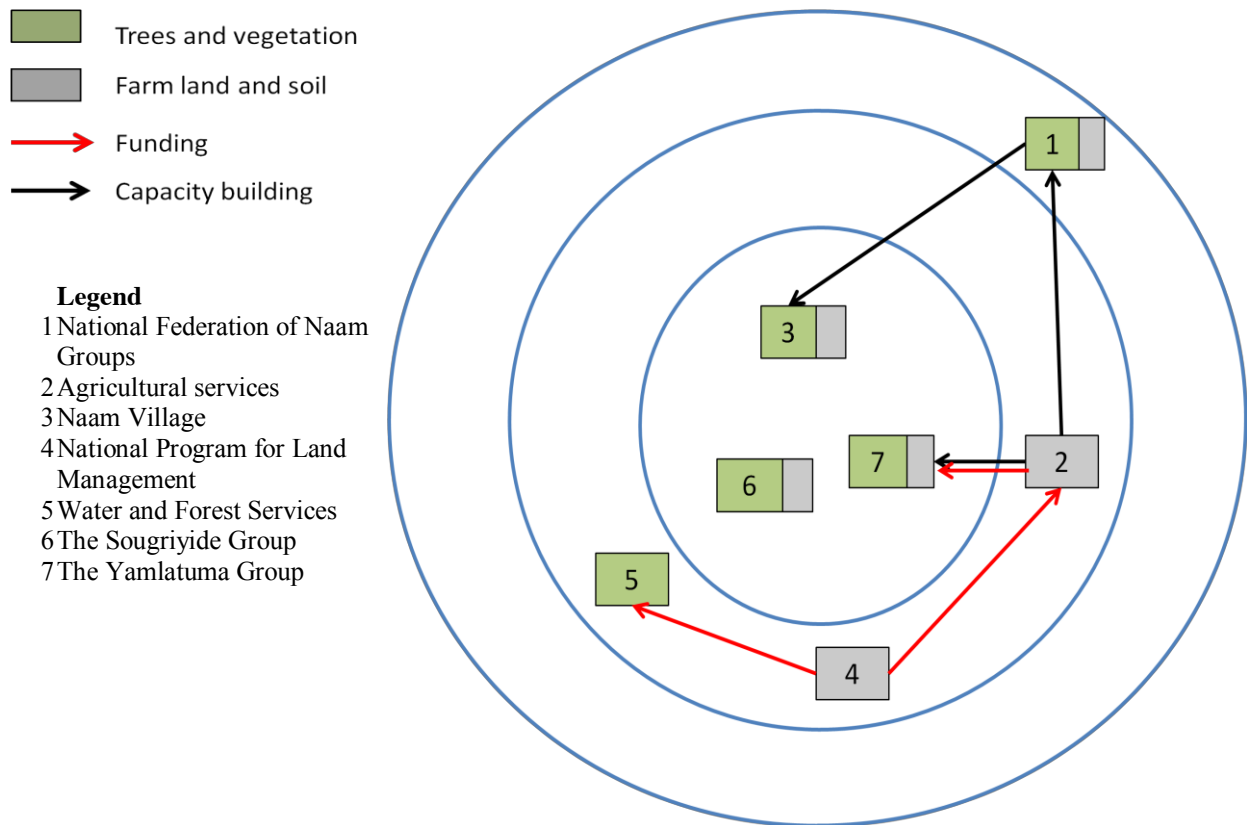 Trees and vegetation
Farm land and soil
Funding
Capacity building
Legend
1 National Federation of Naam
Groups
2 Agricultural services
3 Naam Village
4 National Program for Land
Management
5 Water and Forest Services
6 The Sougriyide Group
7 The Yamlatuma Group
1
3
7
2
6
5
4